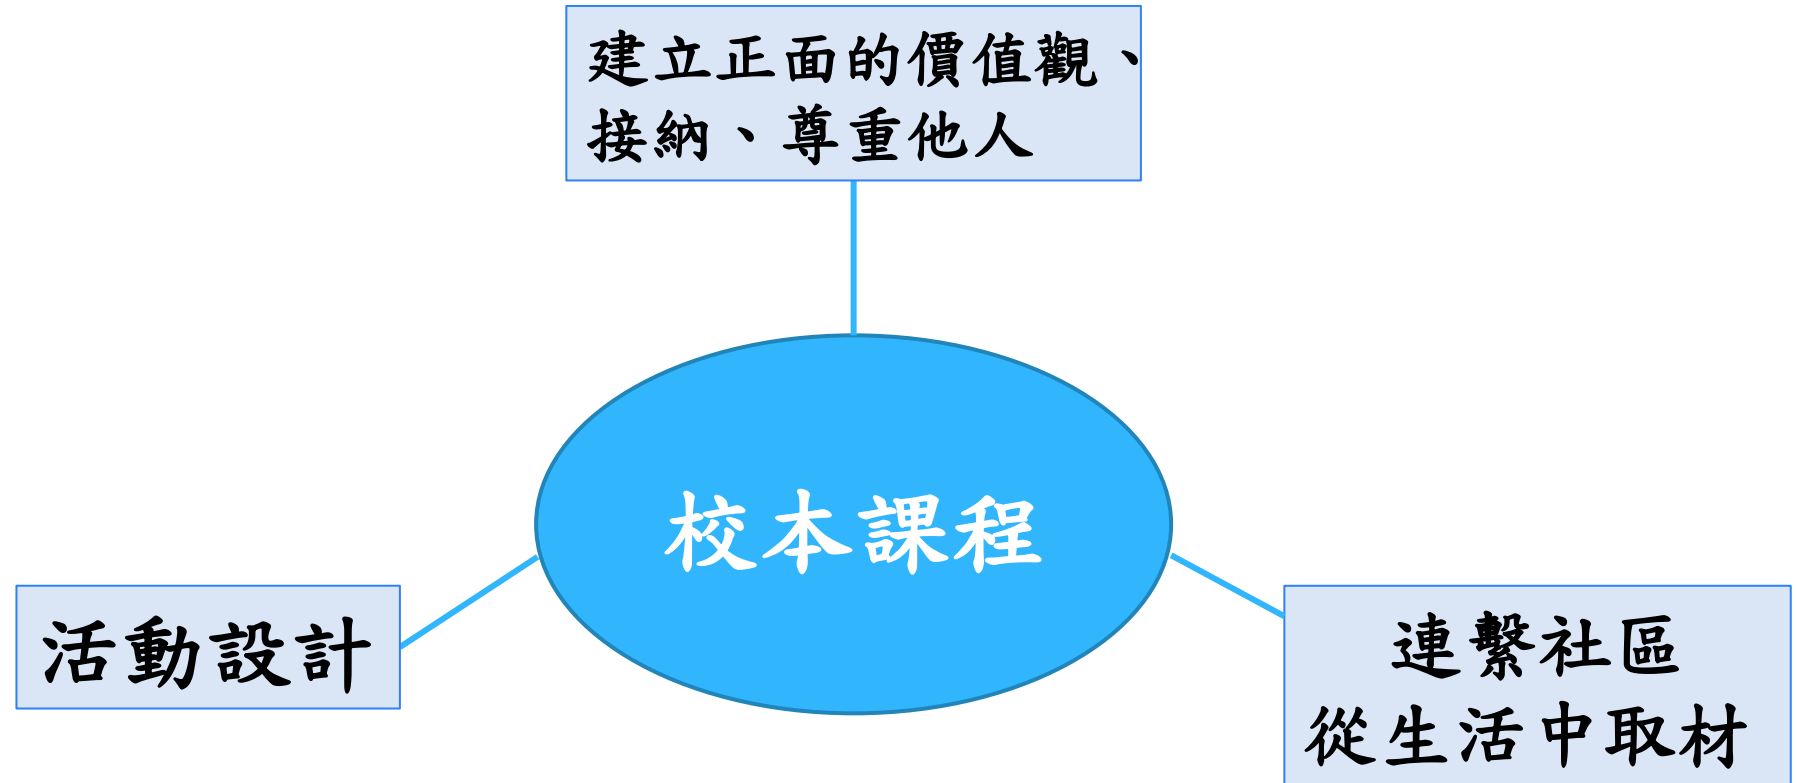 建立正面的價值觀、
接納、尊重他人
校本課程
活動設計
連繫社區
從生活中取材